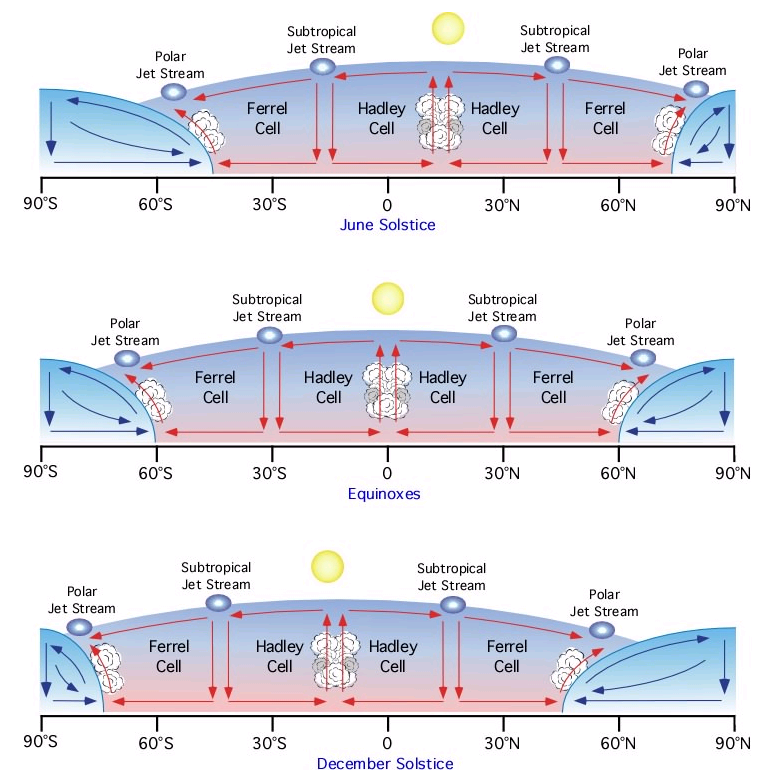 Subtropical
Jet Stream
Subtropical
Jet Stream
Polar
Jet Stream
Polar
Jet Stream
Ferrel
Cell
Hadley
Cell
Hadley
Cell
Ferrel
Cell
90°S 60°S 30°S 0 30°N 60°N 90°N
June Solstice
Subtropical
Jet Stream
Subtropical
Jet Stream
Polar
Jet Stream
Polar
Jet Stream
Ferrel
Cell
Hadley
Cell
Hadley
Cell
Ferrel
Cell
90°S 60°S 30°S 0 30°N 60°N 90°N
Equinoxes
Subtropical
Jet Stream
Subtropical
Jet Stream
Polar
Jet Stream
Polar
Jet Stream
Ferrel
Cell
Hadley
Cell
Hadley
Cell
Ferrel
Cell
90°S 60°S 30°S 0 30°N 60°N 90°N
December Solstice